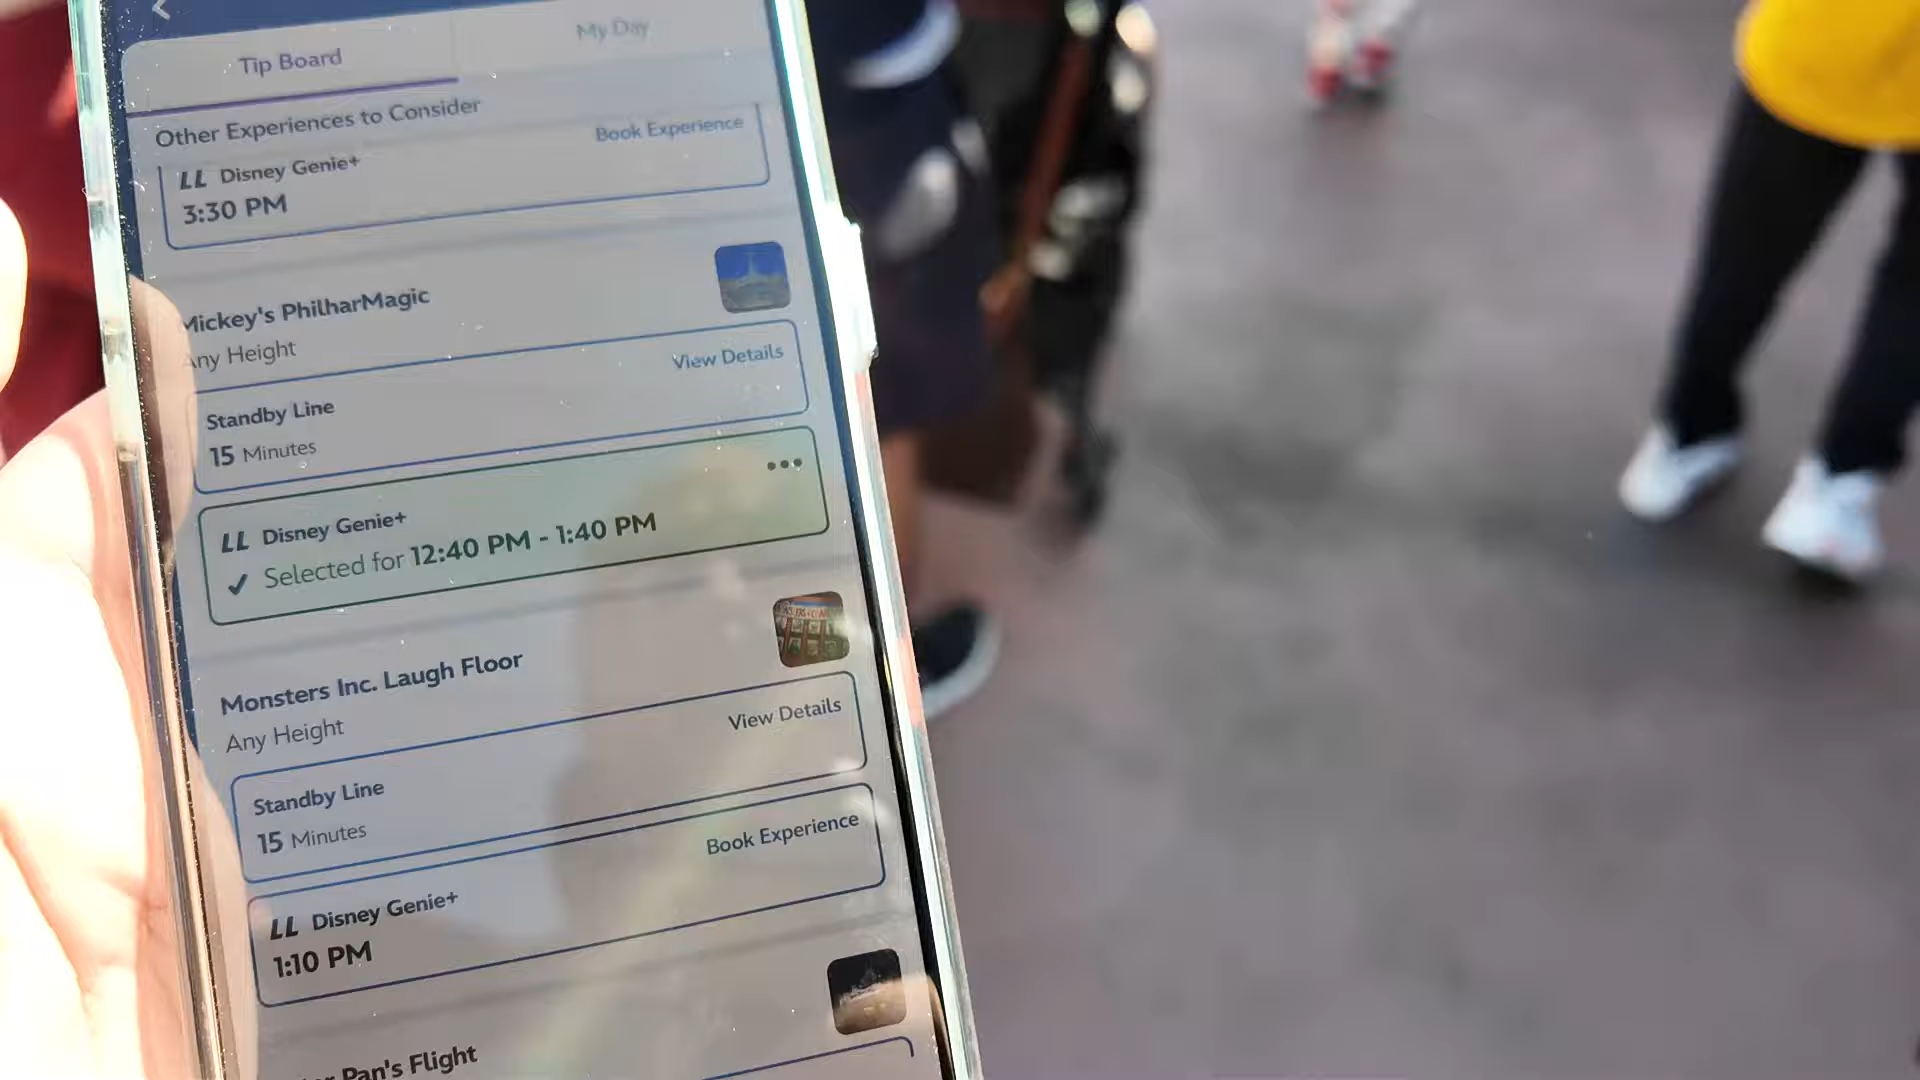 Tip Board
My Day
Other Experiences to Consider
Book Experience
LL Disney Genie+
3:30 PM
Mickey's PhilharMagic
Any Height
View Details
Standby Line
15 Minutes
LL Disney Genie+
Selected for 12:40 PM - 1:40 PM
Monsters Inc. Laugh Floor
Any Height
View Details
Standby Line
15 Minutes
Book Experience
LL Disney Genie+
1:10 PM
Pan's Flight